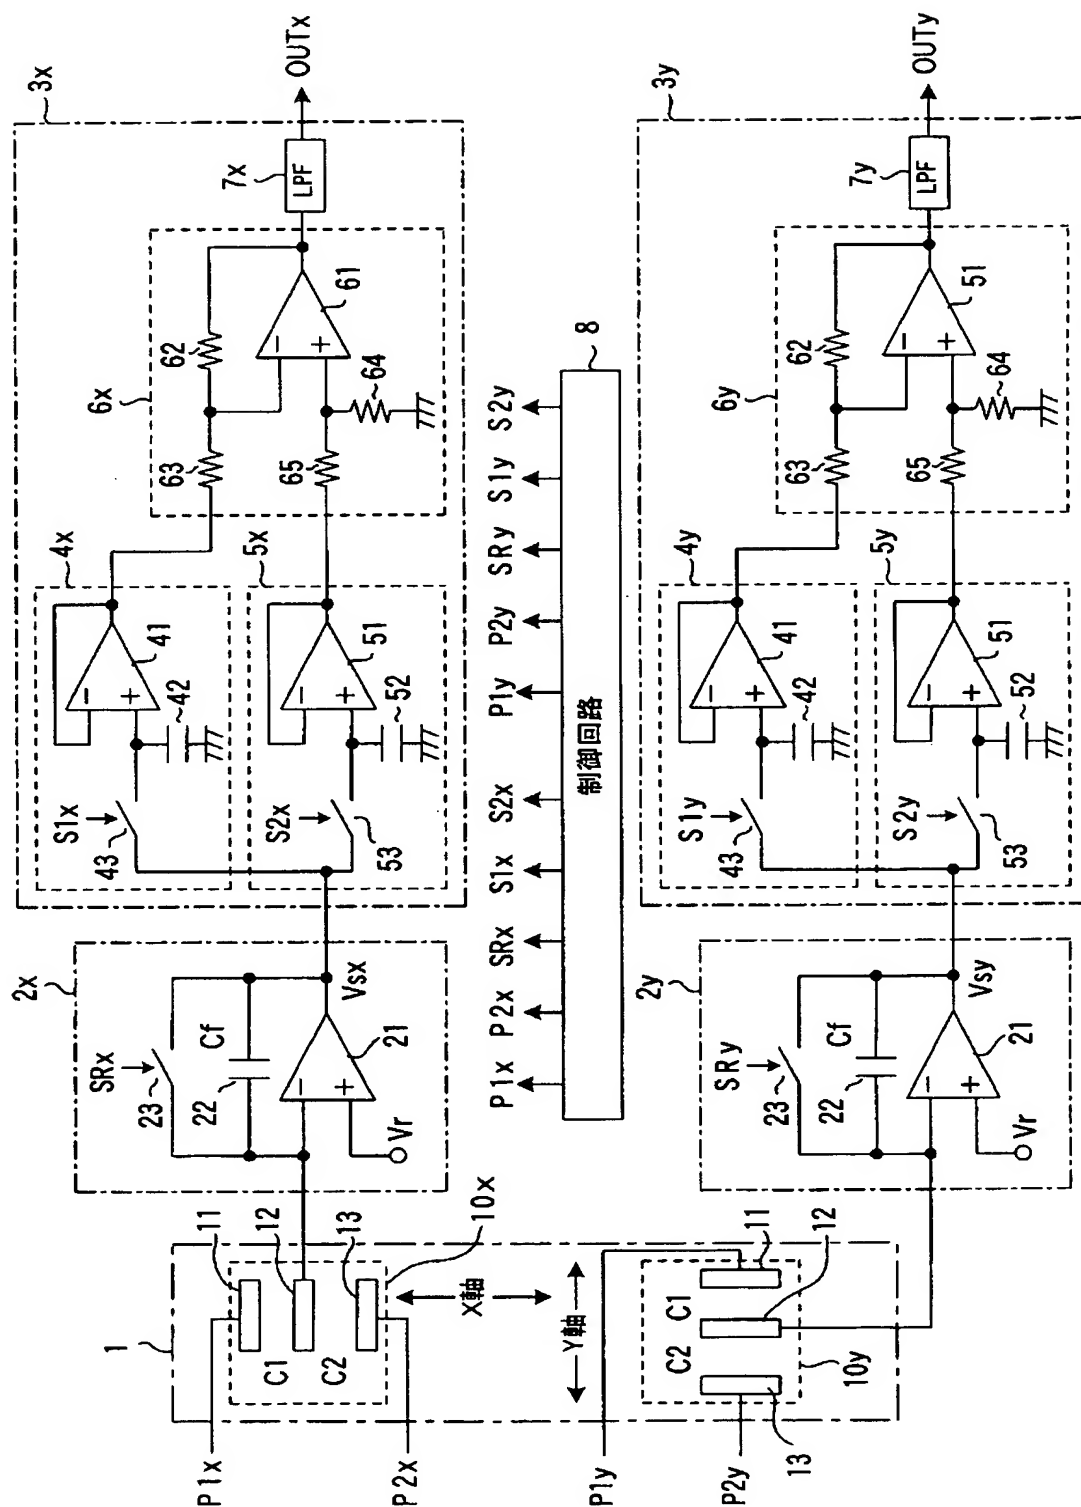 1
P1x
P2x
11
12
13
10x
C1
C2
X軸
Y軸
P1y
P2y
11
12
13
10y
C1
C2
2x
SRx
23
22
Cf
21
Vr
Vsx
3x
4x
S1x
43
42
41
5x
S2x
53
52
51
6x
63
62
65
64
61
7x
LPF
OUTx
P1x
P2x
SRx
S1x
S2x
P1y
P2y
SRy
S1y
S2y
制御回路
8
2y
SRy
23
22
Cf
21
Vr
Vsy
3y
4y
S1y
43
42
41
5y
S2y
53
52
51
6y
63
62
65
64
51
7y
LPF
OUTy